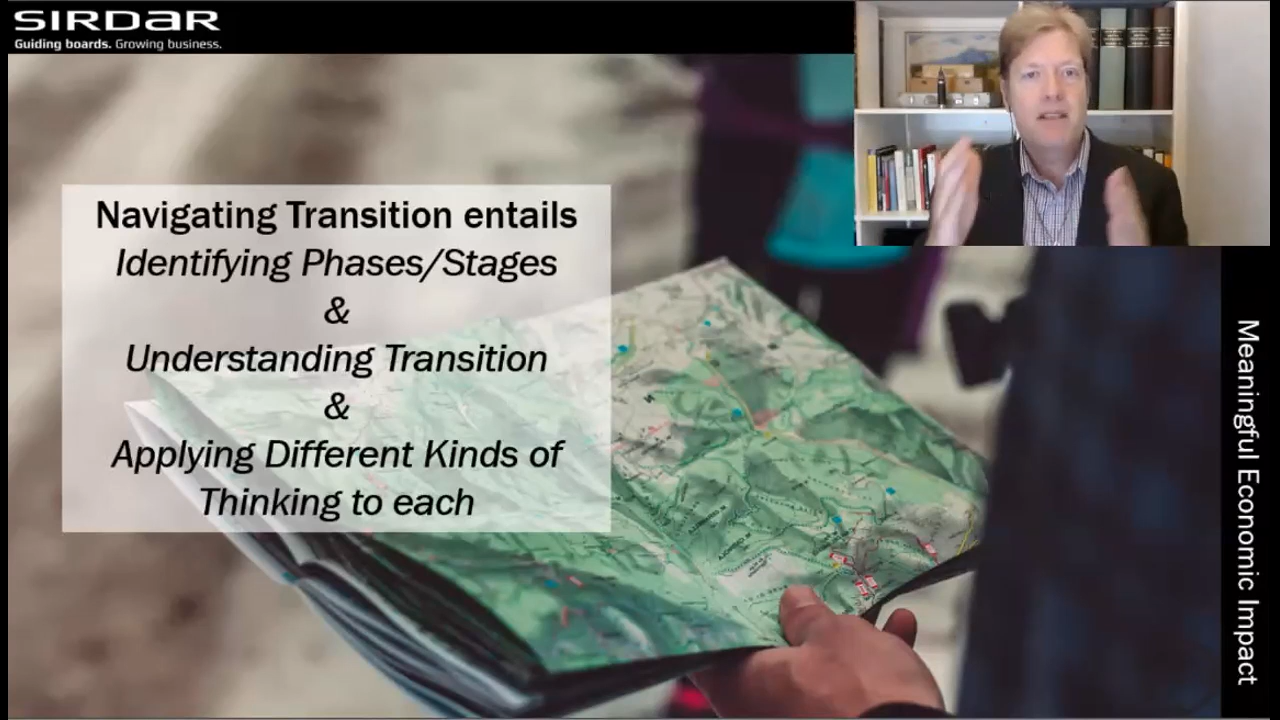 SIRDAR
Guiding boards. Growing business.
Navigating Transition entails
Identifying Phases/Stages
&
Understanding Transition
&
Applying Different Kinds of
Thinking to each
Meaningful Economic Impact